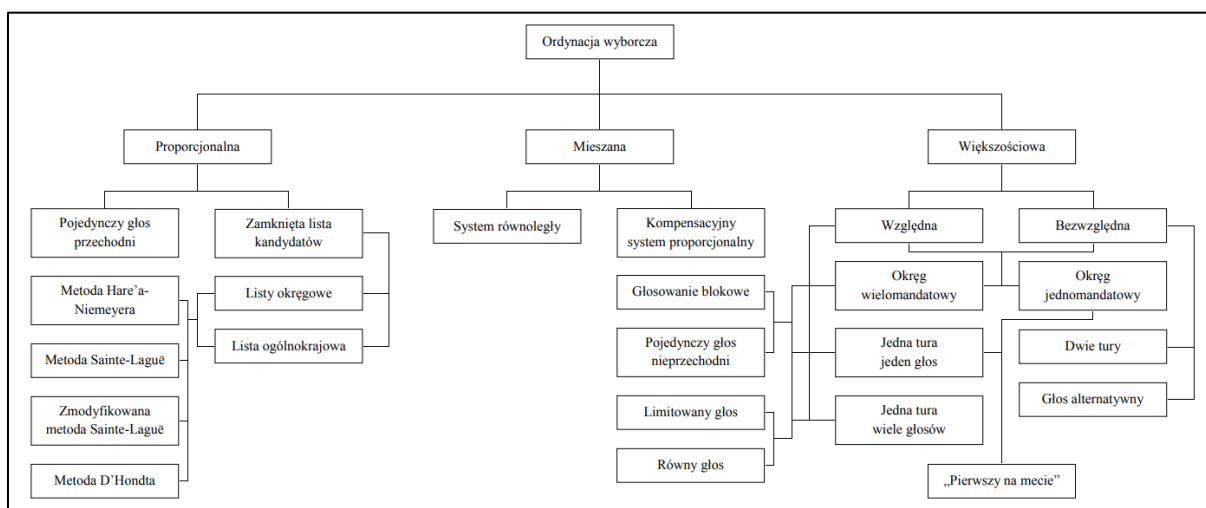 Ordynacja wyborcza
Proporcjonalna
Mieszana
Większościowa
Pojedynczy głos
przechodni
Zamknięta lista
kandydatów
System równoległy
Kompensacyjny
system proporcjonalny
Względna
Bezwzględna
Metoda Hare’a-
Niemeyera
Listy okręgowe
Głosowanie blokowe
Okręg
wielomandatowy
Okręg
jednomandatowy
Metoda Sainte-Laguë
Lista ogólnokrajowa
Pojedynczy głos
nieprzechodni
Jedna tura
jeden głos
Dwie tury
Zmodyfikowana
metoda Sainte-Laguë
Limitowany głos
Jedna tura
wiele głosów
Głos alternatywny
Metoda D’Hondta
Równy głos
„Pierwszy na mecie”